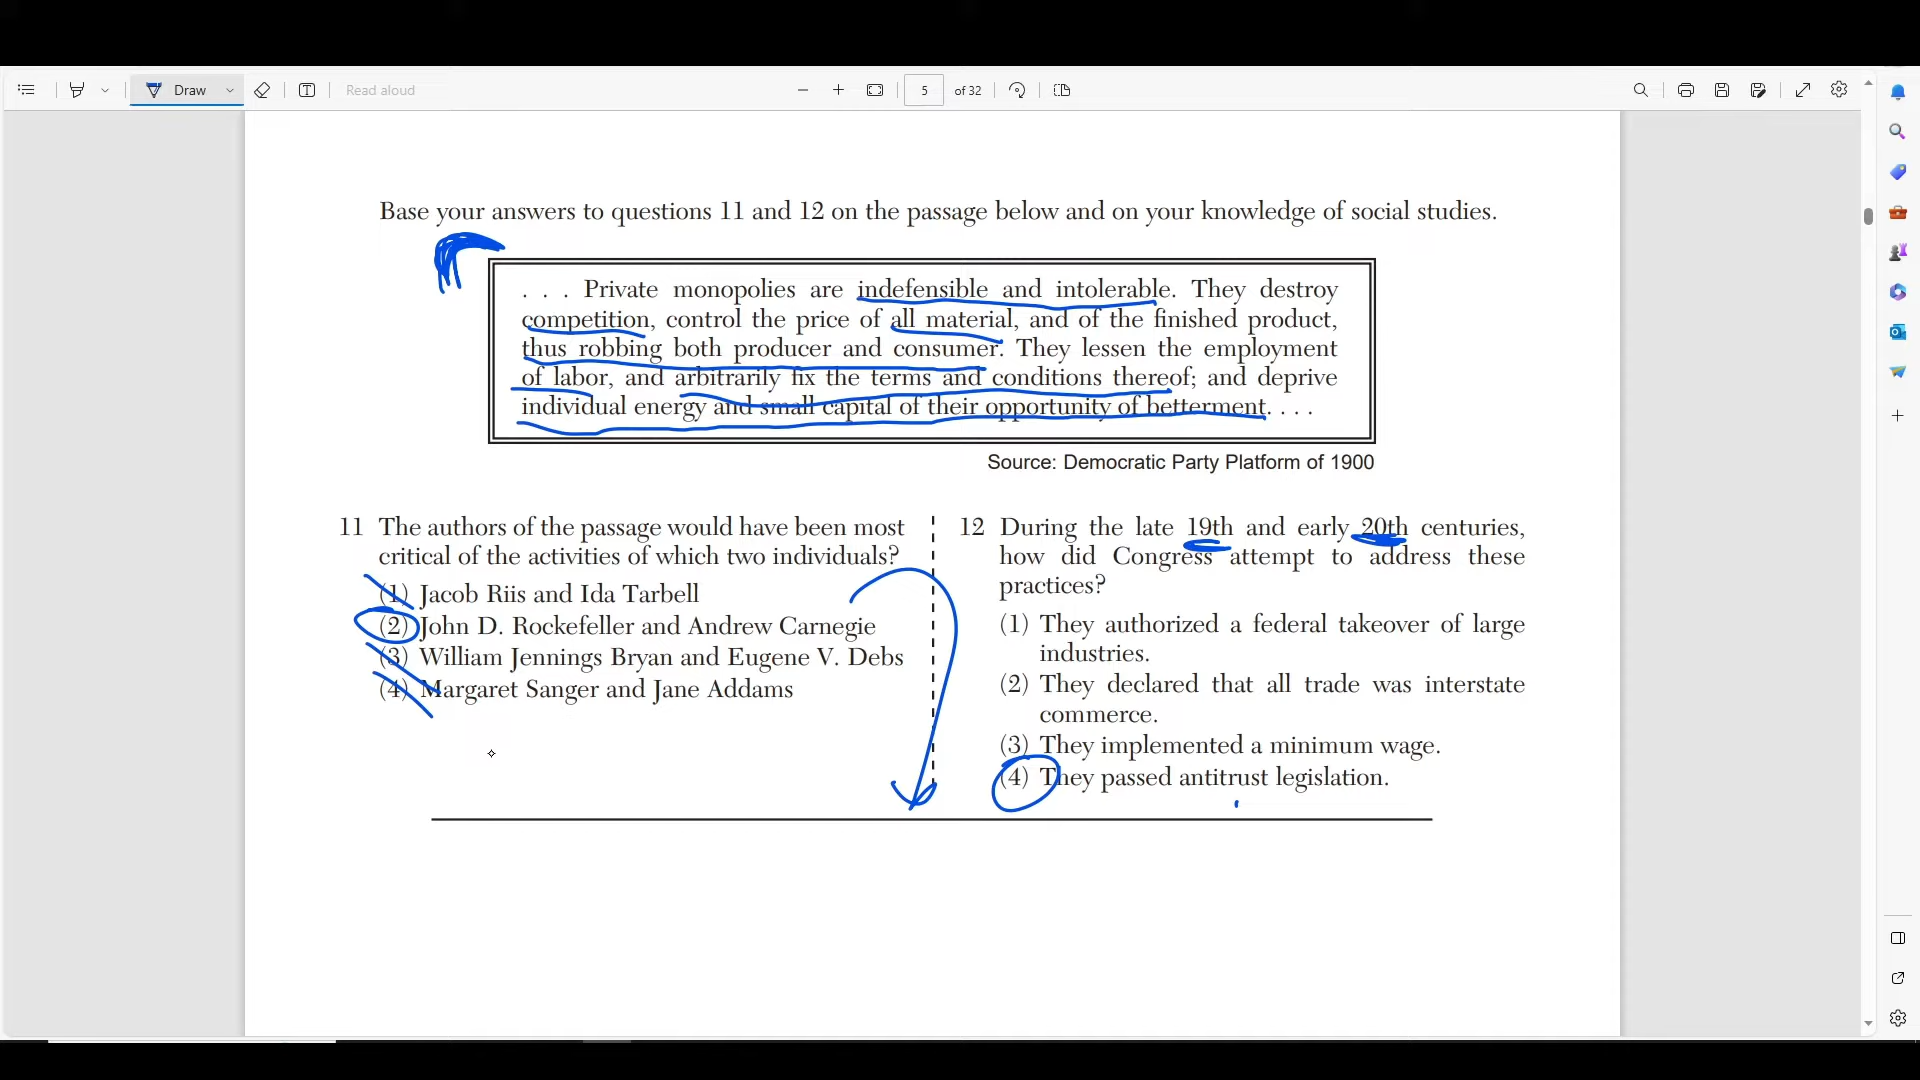 Draw
Read aloud
5 of 32
Base your answers to questions 11 and 12 on the passage below and on your knowledge of social studies.
. . . Private monopolies are indefensible and intolerable. They destroy
competition, control the price of all material, and of the finished product,
thus robbing both producer and consumer. They lessen the employment
of labor, and arbitrarily fix the terms and conditions thereof; and deprive
individual energy and small capital of their opportunity of betterment. . . .
Source: Democratic Party Platform of 1900
11 The authors of the passage would have been most
critical of the activities of which two individuals?
(1) Jacob Riis and Ida Tarbell
(2) John D. Rockefeller and Andrew Carnegie
(3) William Jennings Bryan and Eugene V. Debs
(4) Margaret Sanger and Jane Addams
12 During the late 19th and early 20th centuries,
how did Congress attempt to address these
practices?
(1) They authorized a federal takeover of large
industries.
(2) They declared that all trade was interstate
commerce.
(3) They implemented a minimum wage.
(4) They passed antitrust legislation.